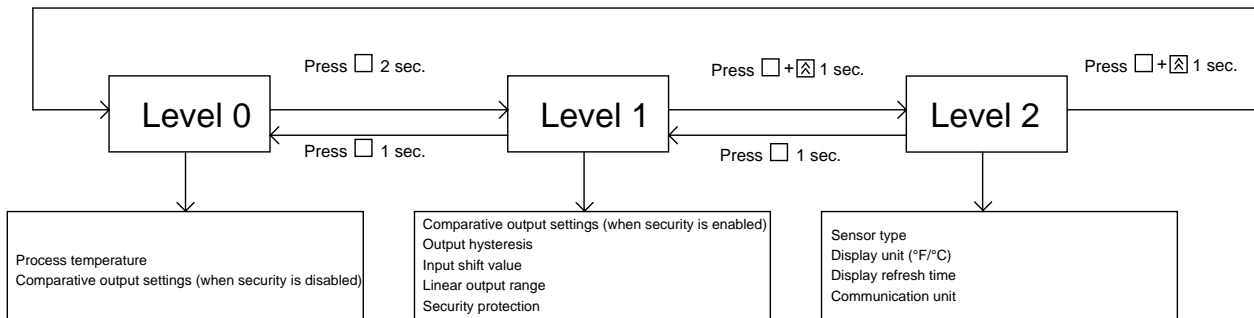 Press □ 2 sec.
Press □ + ⮝ 1 sec.
Press □ + ⮝ 1 sec.
Level 0
Level 1
Level 2
Press □ 1 sec.
Press □ 1 sec.
Process temperature
Comparative output settings (when security is disabled)
Comparative output settings (when security is enabled)
Output hysteresis
Input shift value
Linear output range
Security protection
Sensor type
Display unit (°F/°C)
Display refresh time
Communication unit